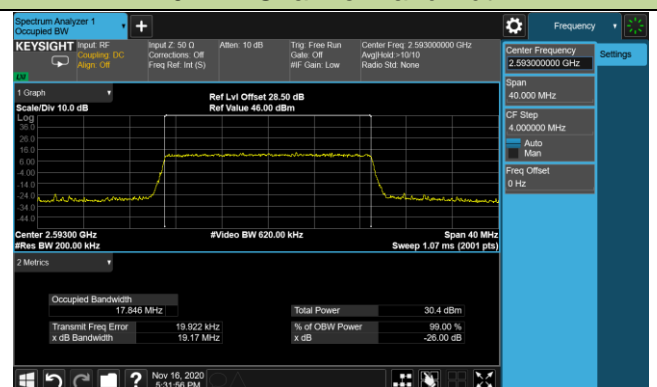 Spectrum Analyzer 1
Occupied BW
Frequency
KEYSIGHT
Input: RF
Coupling: DC
Align: Off
Input Z: 50 Ω
Corrections: Off
Freq Ref: Int (S)
Atten: 10 dB
Trig: Free Run
Gate: Off
#IF Gain: Low
Center Freq: 2.593000000 GHz
Avg|Hold:>10/10
Radio Std: None
Center Frequency
2.593000000 GHz
Settings
Span
40.000 MHz
CF Step
4.000000 MHz
Auto
Man
Freq Offset
0 Hz
1 Graph
Scale/Div 10.0 dB
Ref Lvl Offset 28.50 dB
Ref Value 46.00 dBm
Log
36.0
26.0
16.0
6.00
-4.00
-14.0
-24.0
-34.0
-44.0
Center 2.59300 GHz
#Res BW 200.00 kHz
#Video BW 620.00 kHz
Span 40 MHz
Sweep 1.07 ms (2001 pts)
2 Metrics
Occupied Bandwidth
17.846 MHz
Total Power 30.4 dBm
Transmit Freq Error 19.922 kHz
% of OBW Power 99.00 %
x dB Bandwidth 19.17 MHz
x dB -26.00 dB
?
Nov 16, 2020
5:31:56 PM